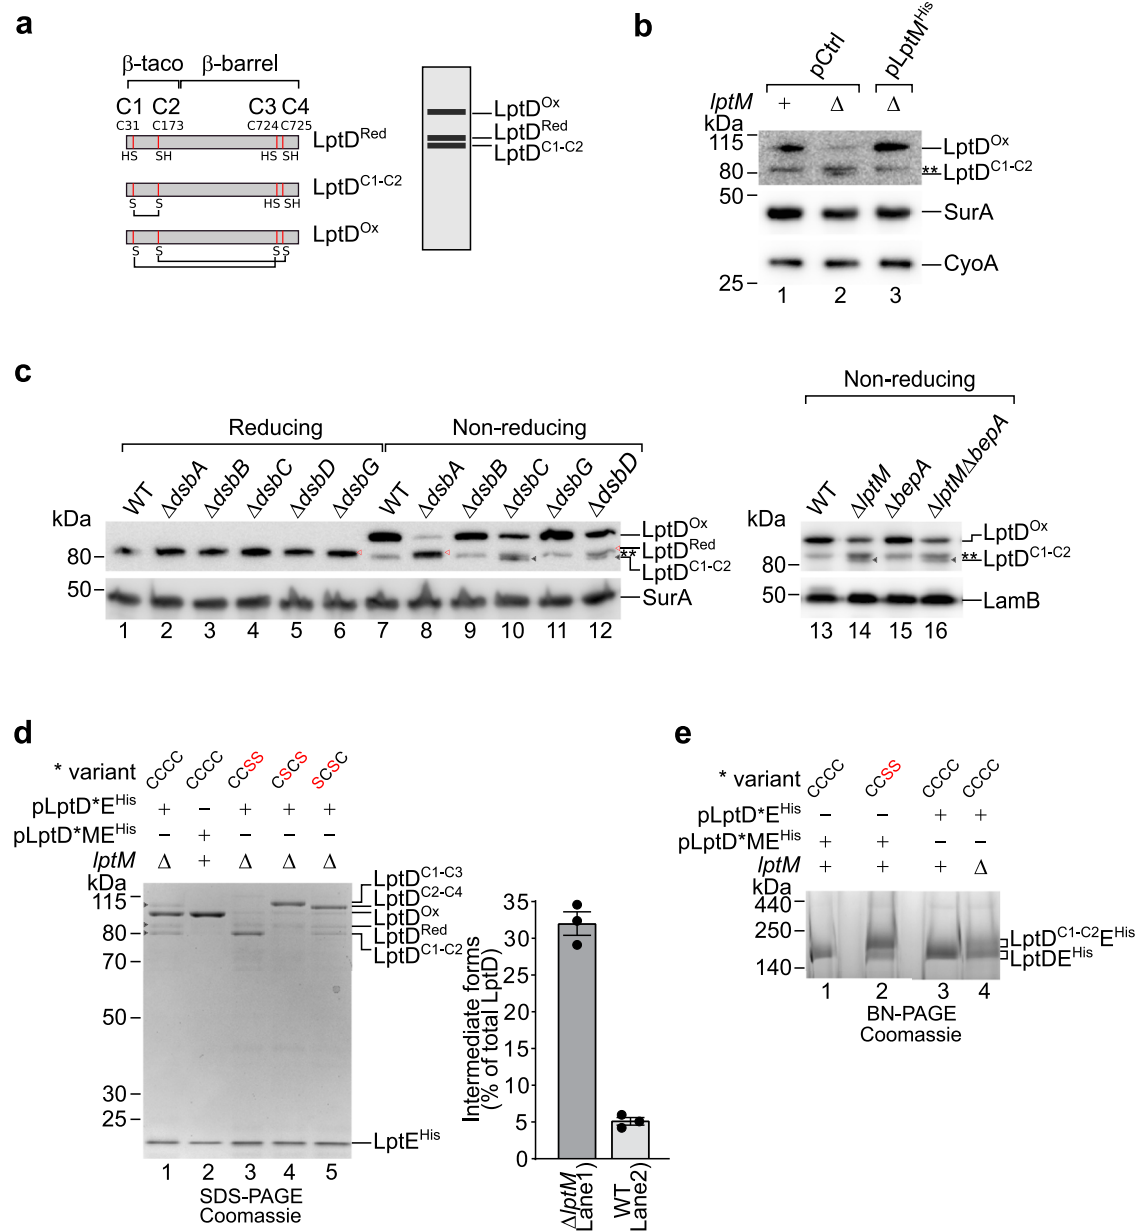 a
β-taco β-barrel
C1 C2 C3 C4
C31 C173 C724 C725
LptD^Red
HS SH HS SH
LptD^C1-C2
S S HS SH
LptD^Ox
S S S S
LptD^Ox
LptD^Red
LptD^C1-C2
b
pCtrl pLptM^His
lptM + Δ Δ
kDa
115
80
50
25
LptD^Ox
** LptD^C1-C2
SurA
CyoA
1 2 3
c
Reducing Non-reducing
WT ΔdsbA ΔdsbB ΔdsbC ΔdsbD ΔdsbG WT ΔdsbA ΔdsbB ΔdsbC ΔdsbG ΔdsbD
kDa
80
50
LptD^Ox
LptD^Red
**
LptD^C1-C2
SurA
1 2 3 4 5 6 7 8 9 10 11 12
Non-reducing
WT ΔlptM ΔbepA ΔlptMΔbepA
kDa
80
50
LptD^Ox
** LptD^C1-C2
LamB
13 14 15 16
d
* variant CCCC CCCC CCSS CSCS SCSC
pLptD*E^His + − + + +
pLptD*ME^His − + − − −
lptM Δ + Δ Δ Δ
kDa
115
80
70
50
30
25
LptD^C1-C3
LptD^C2-C4
LptD^Ox
LptD^Red
LptD^C1-C2
LptE^His
1 2 3 4 5
SDS-PAGE
Coomassie
Intermediate forms
(% of total LptD)
35
30
25
20
15
10
5
0
ΔlptM
Lane1)
WT
Lane2)
e
* variant CCCC CCSS CCCC CCCC
pLptD*E^His − − + +
pLptD*ME^His + + − −
lptM + + + Δ
kDa
440
250
140
LptD^C1-C2E^His
LptDE^His
1 2 3 4
BN-PAGE
Coomassie